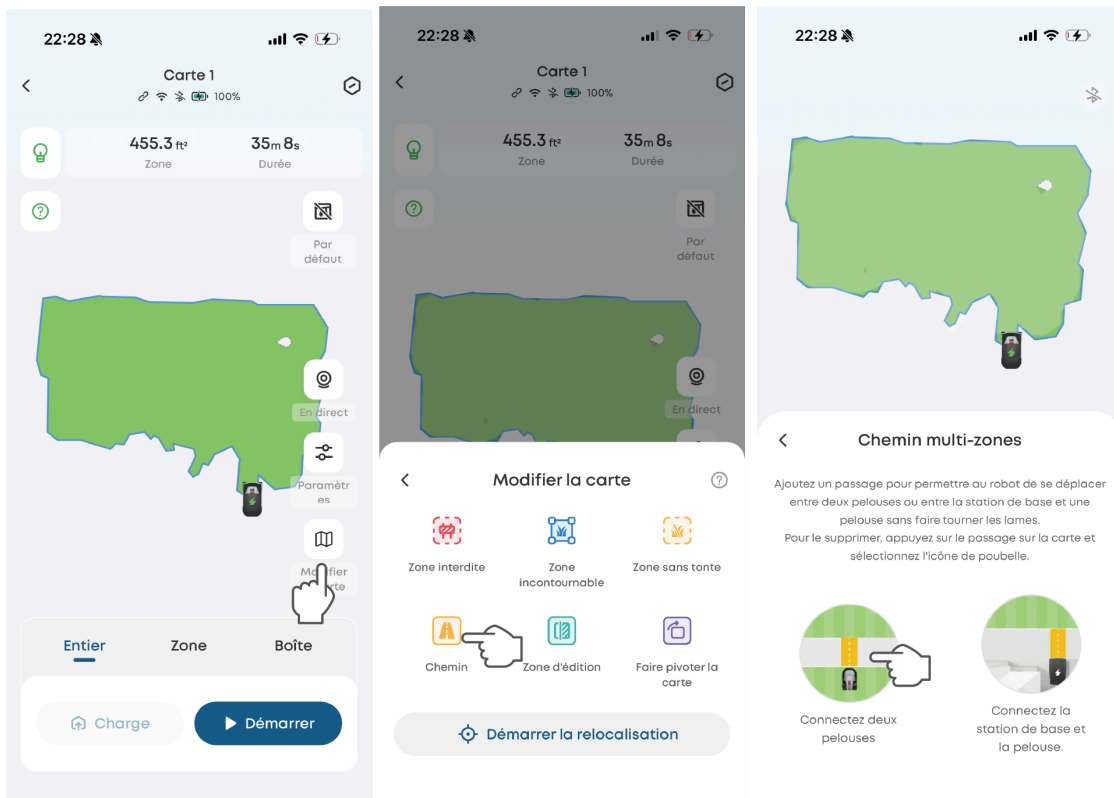 22:28
Carte 1
100%
455.3 ft²
35m 8s
Zone
Durée
Par
défaut
En direct
Paramètr
es
Entier
Zone
Boîte
Charge
Démarrer
22:28
Carte 1
100%
455.3 ft²
35m 8s
Zone
Durée
Par
défaut
En direct
Modifier la carte
Zone interdite
Zone
incontournable
Zone sans tonte
Chemin
Zone d'édition
Faire pivoter la
carte
Démarrer la relocalisation
22:28
Chemin multi-zones
Ajoutez un passage pour permettre au robot de se déplacer
entre deux pelouses ou entre la station de base et une
pelouse sans faire tourner les lames.
Pour le supprimer, appuyez sur le passage sur la carte et
sélectionnez l'icône de poubelle.
Connectez deux
pelouses
Connectez la
station de base et
la pelouse.